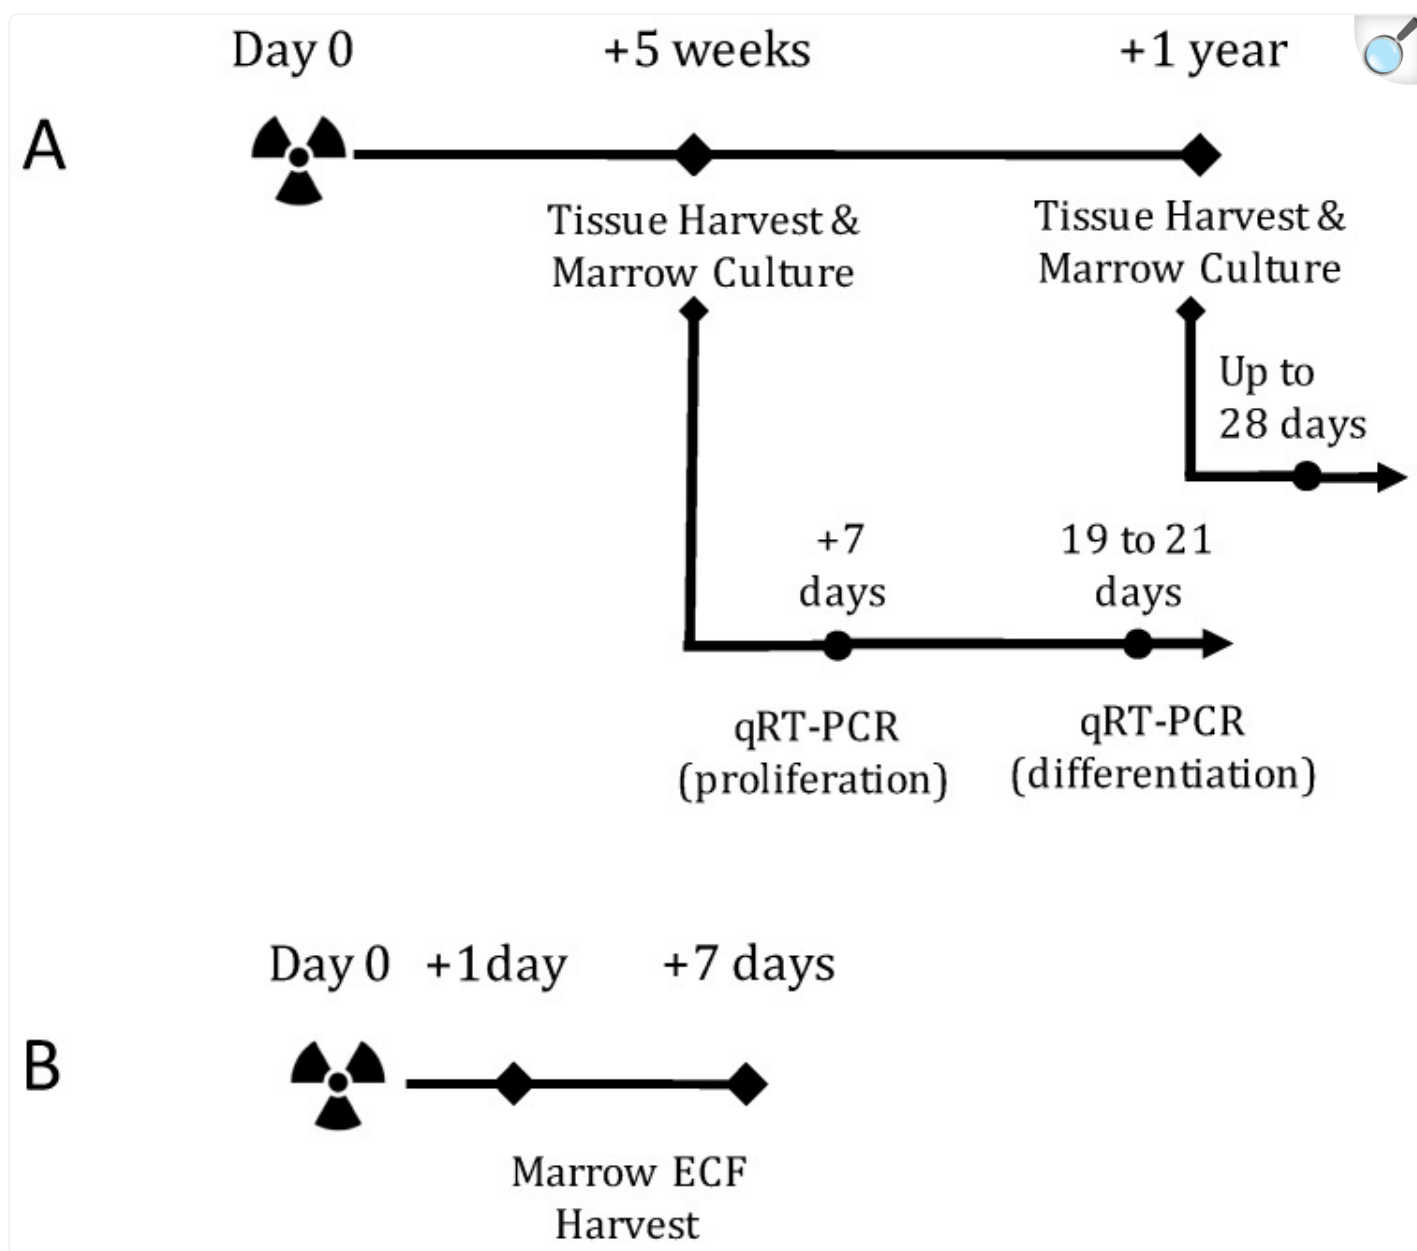 Day 0
+5 weeks
+1 year
A
Tissue Harvest &
Marrow Culture
Tissue Harvest &
Marrow Culture
Up to
28 days
+7
days
19 to 21
days
qRT-PCR
(proliferation)
qRT-PCR
(differentiation)
Day 0
+1day
+7 days
B
Marrow ECF
Harvest